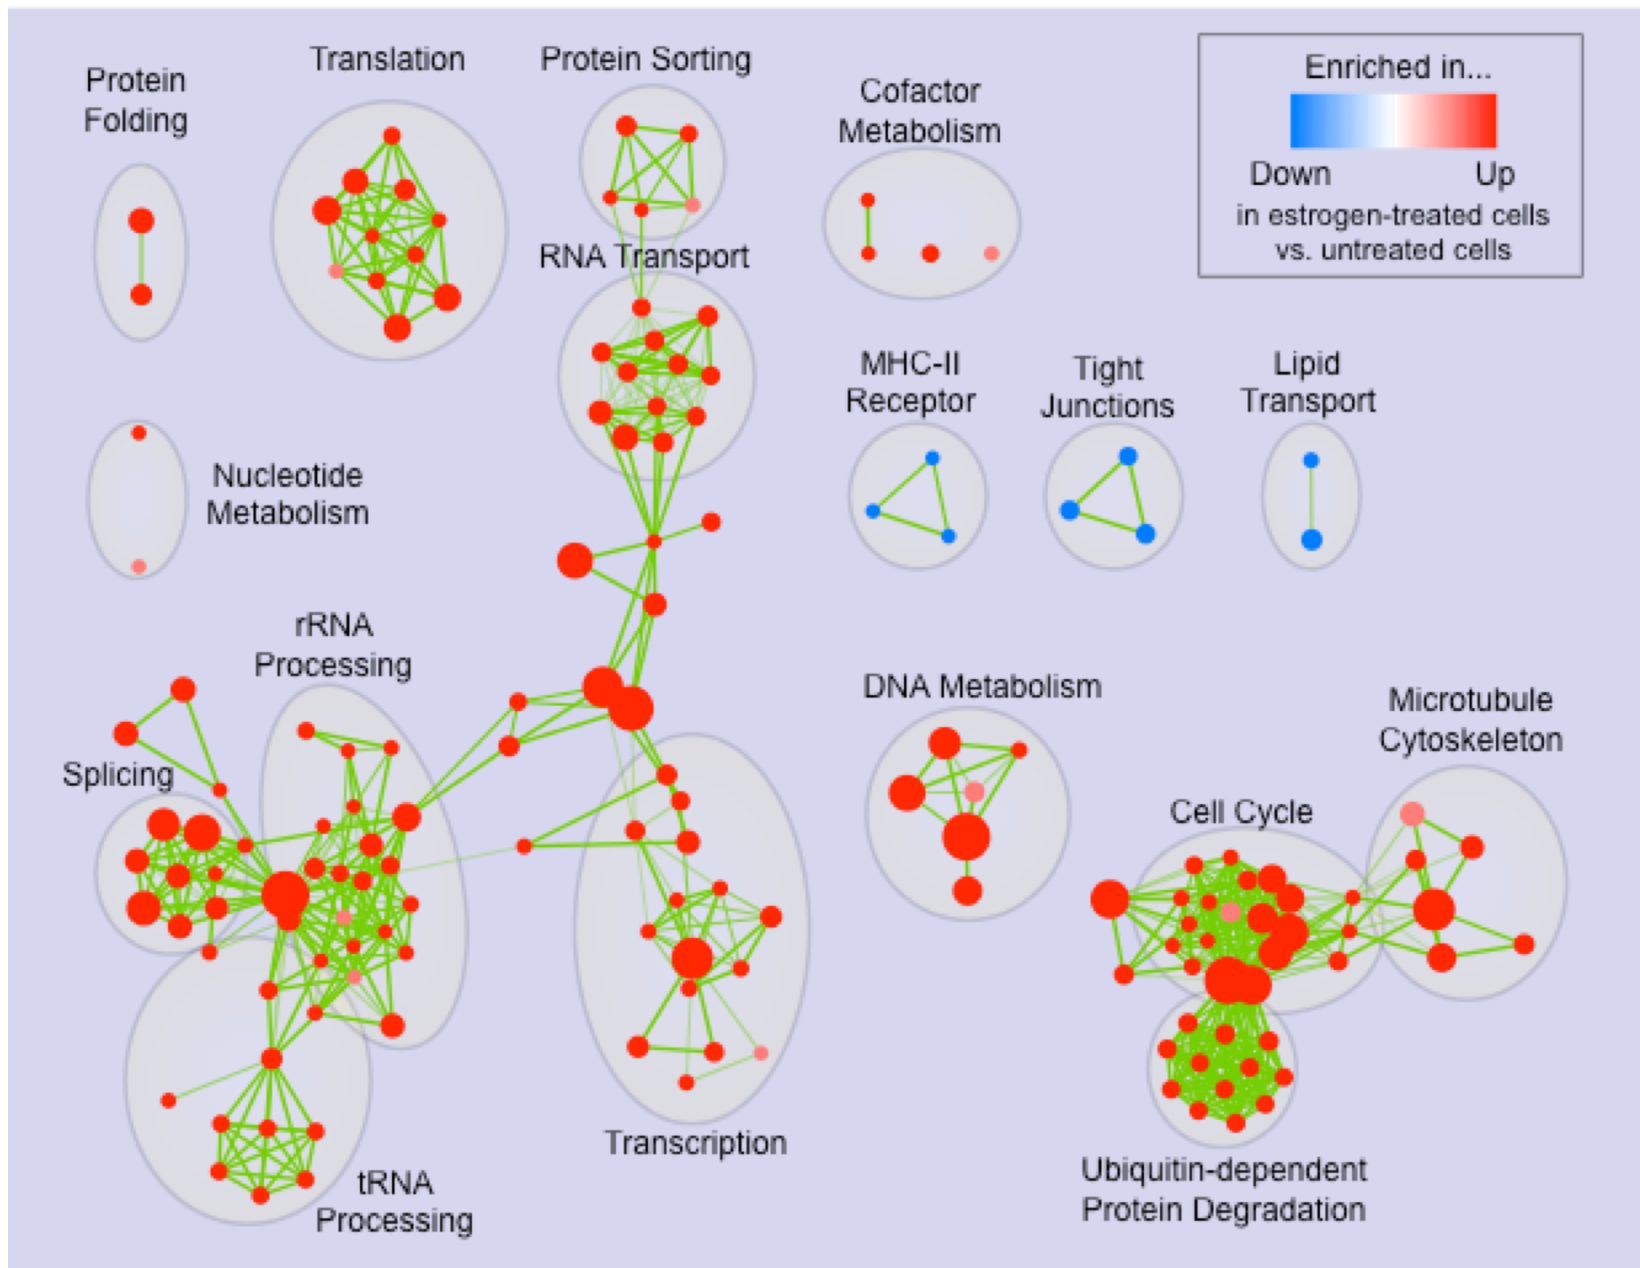 Protein
Folding
Translation
Protein Sorting
Cofactor
Metabolism
Enriched in...
Down
Up
in estrogen-treated cells
vs. untreated cells
RNA Transport
MHC-II
Receptor
Tight
Junctions
Lipid
Transport
Nucleotide
Metabolism
rRNA
Processing
Splicing
DNA Metabolism
Microtubule
Cytoskeleton
Cell Cycle
Transcription
tRNA
Processing
Ubiquitin-dependent
Protein Degradation